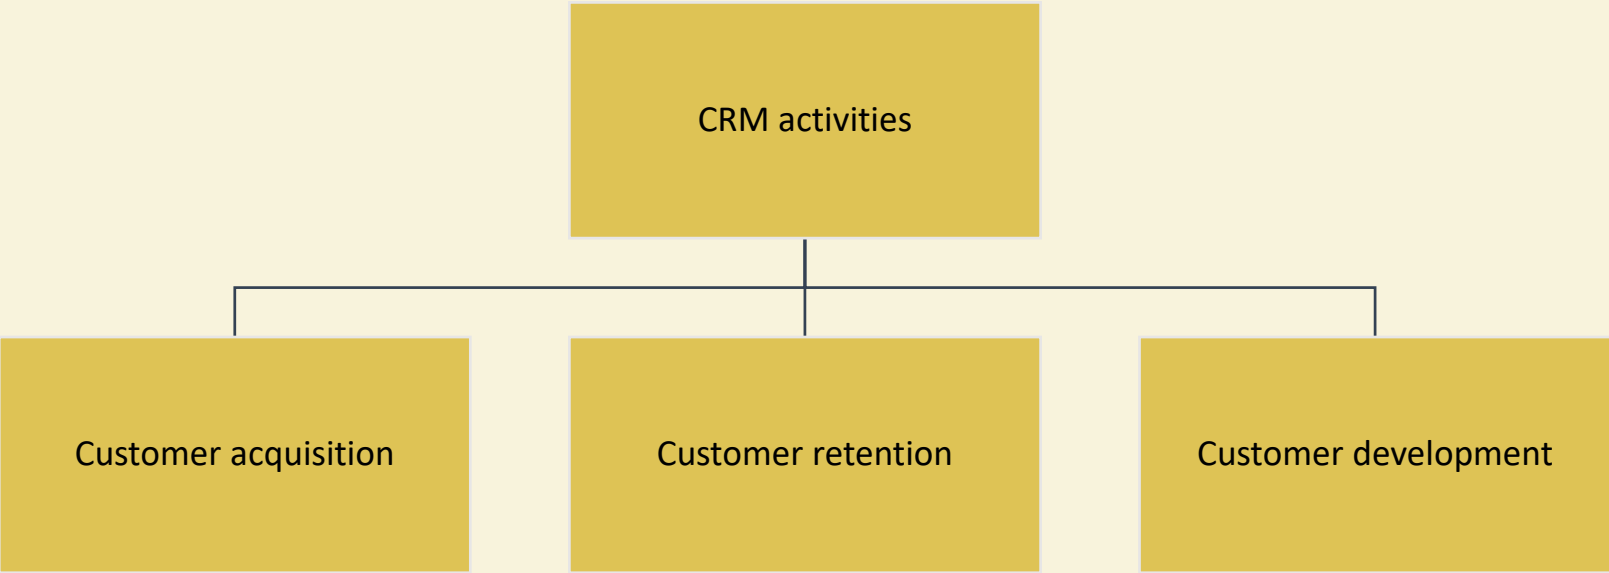 CRM activities
Customer acquisition
Customer retention
Customer development